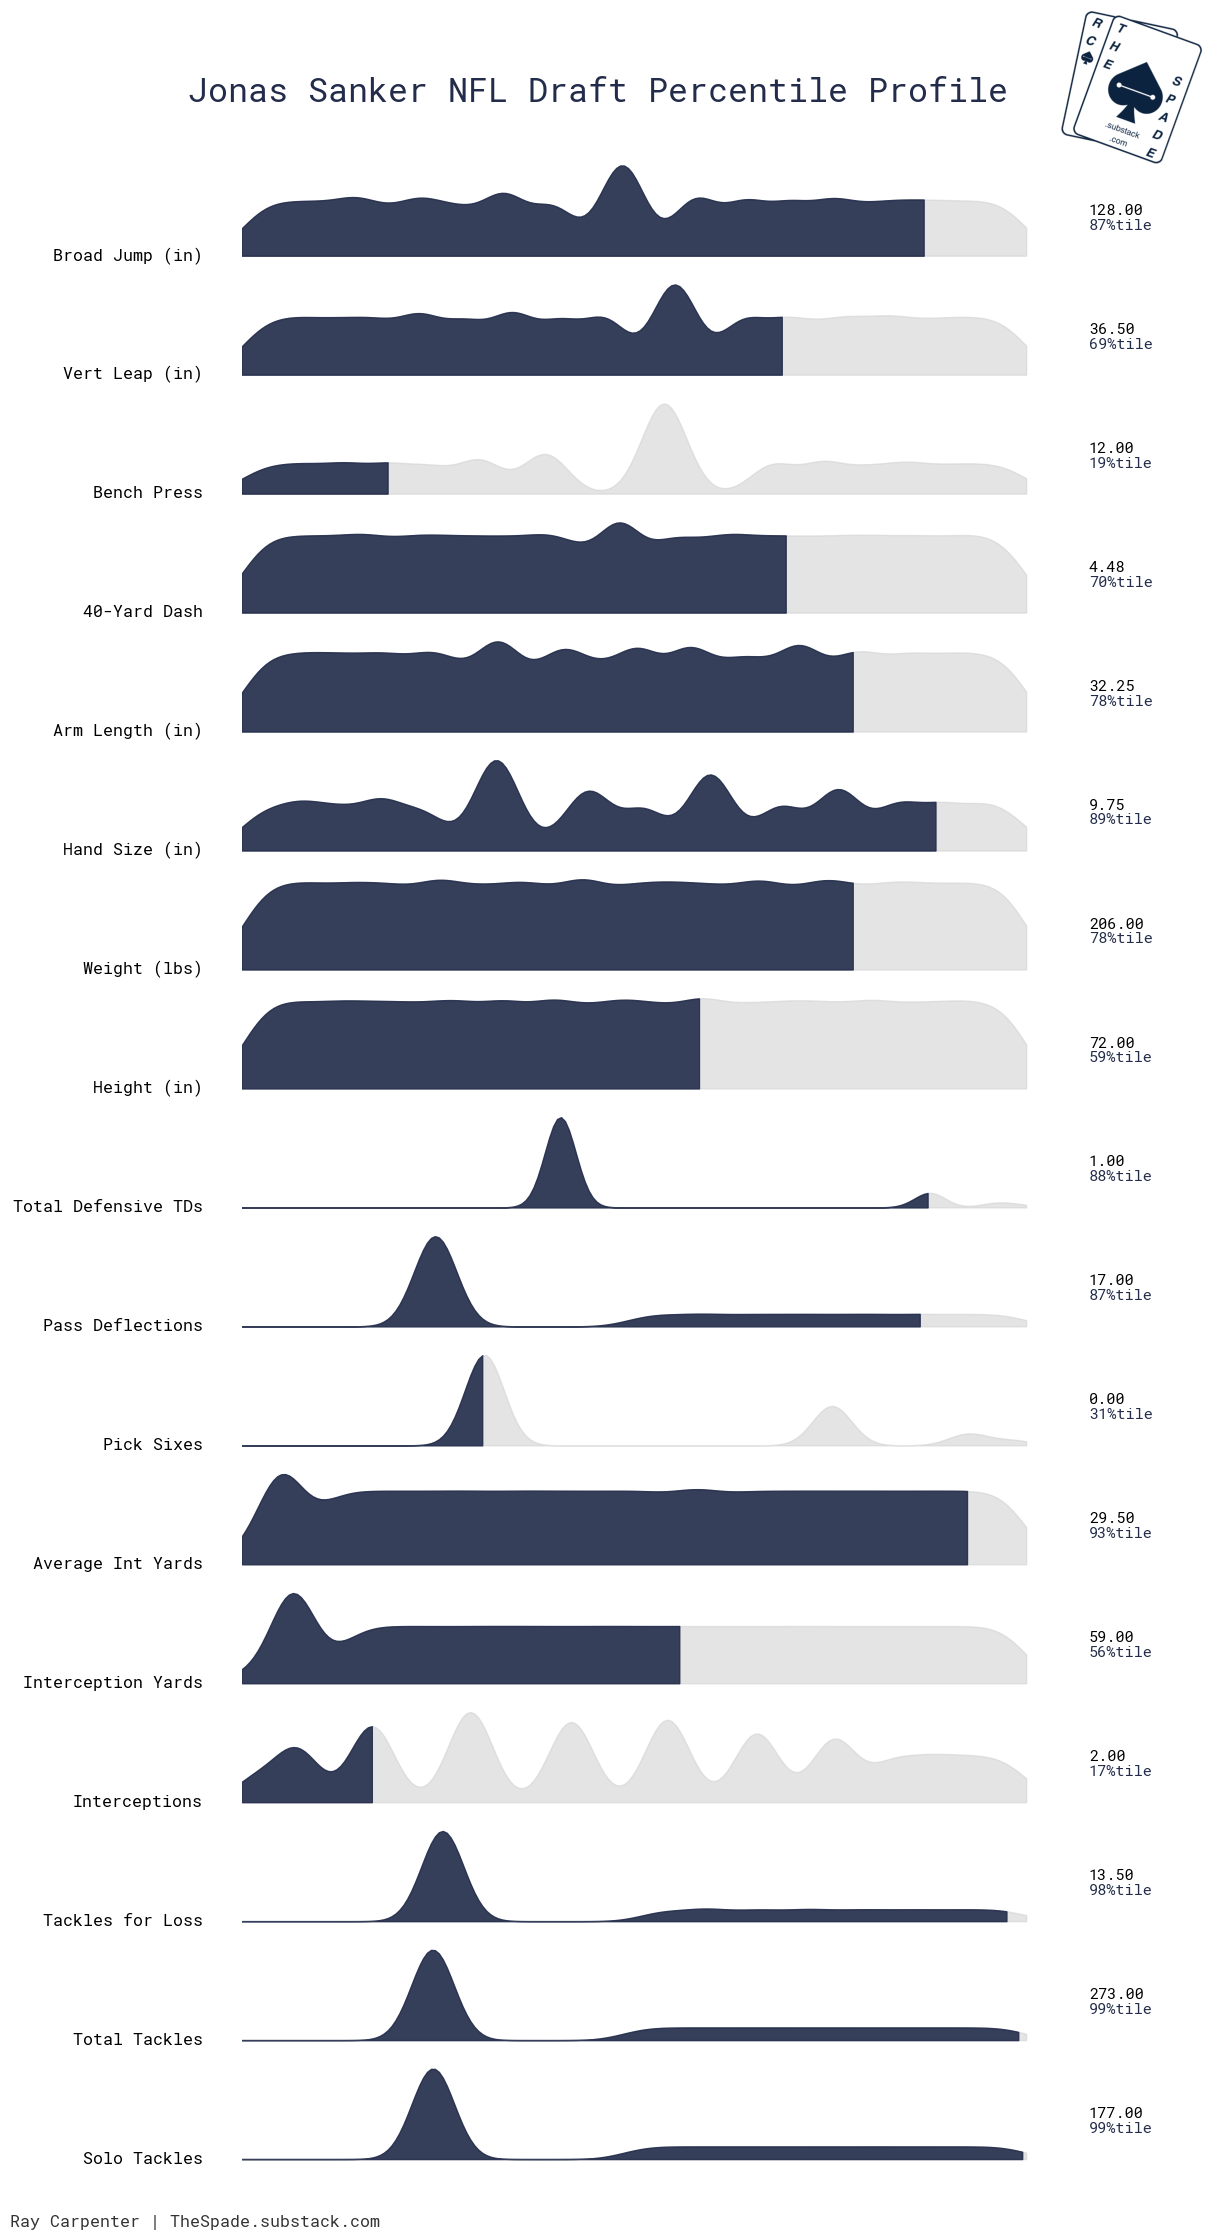 R
C
T
H
E
S
P
A
D
E
.substack
.com
Jonas Sanker NFL Draft Percentile Profile
128.00
87%tile
Broad Jump (in)
36.50
69%tile
Vert Leap (in)
12.00
19%tile
Bench Press
4.48
70%tile
40-Yard Dash
32.25
78%tile
Arm Length (in)
9.75
89%tile
Hand Size (in)
206.00
78%tile
Weight (lbs)
72.00
59%tile
Height (in)
1.00
88%tile
Total Defensive TDs
17.00
87%tile
Pass Deflections
0.00
31%tile
Pick Sixes
29.50
93%tile
Average Int Yards
59.00
56%tile
Interception Yards
2.00
17%tile
Interceptions
13.50
98%tile
Tackles for Loss
273.00
99%tile
Total Tackles
177.00
99%tile
Solo Tackles
Ray Carpenter | TheSpade.substack.com